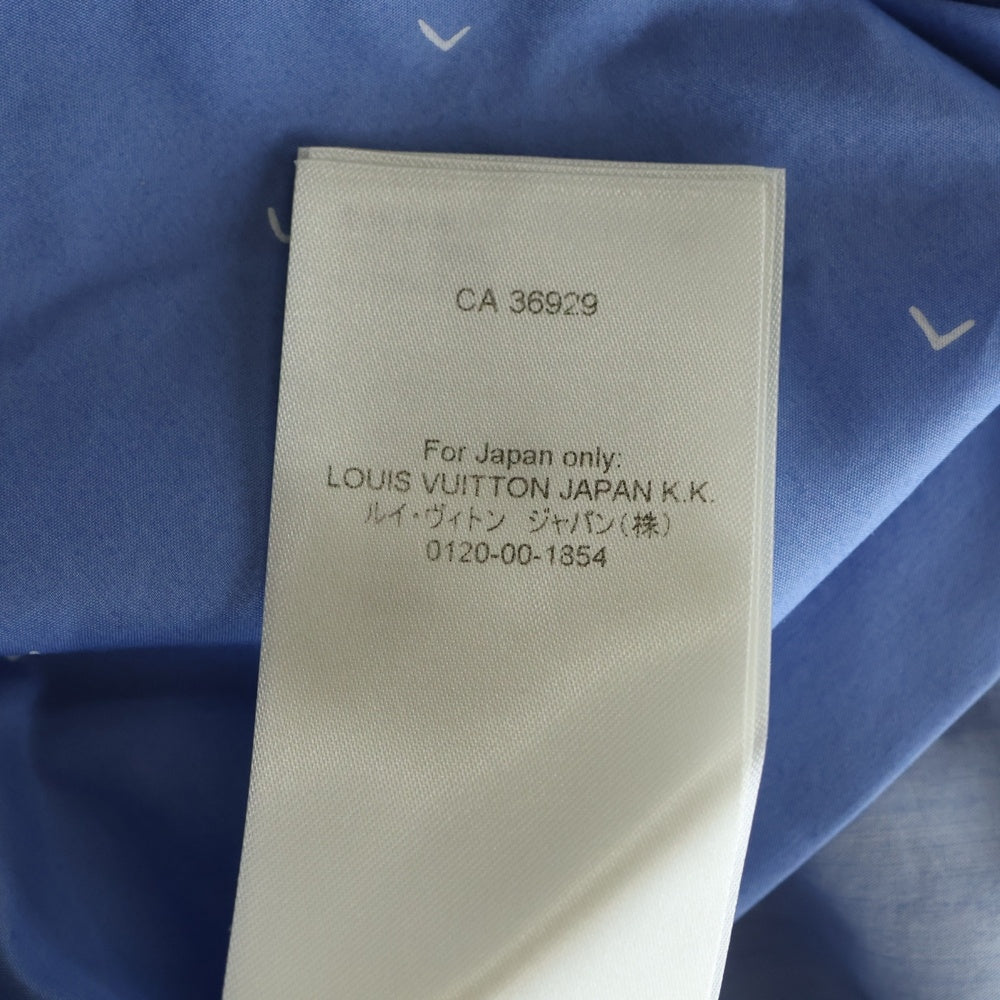 CA 36929
For Japan only:
LOUIS VUITTON JAPAN K.K.
ルイ・ヴィトン ジャパン(株)
0120-00-1854